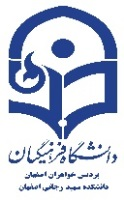 دانشگاه فرهنگیان
پردیس خواهران اصفهان
دانشکده شهید رجائی اصفهان